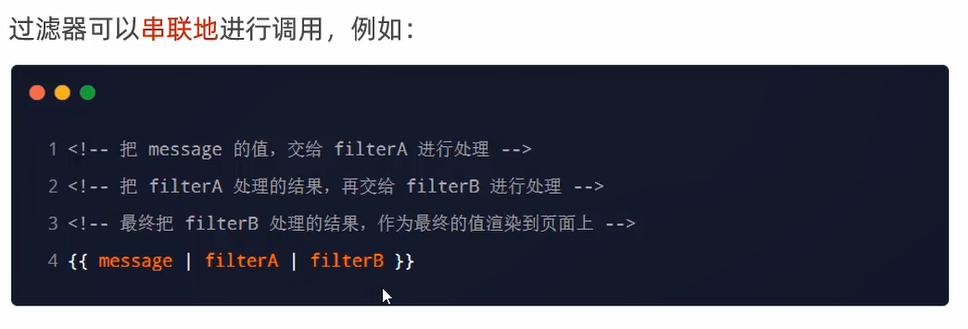 过滤器可以串联地进行调用，例如：
1 <!-- 把 message 的值，交给 filterA 进行处理 -->
2 <!-- 把 filterA 处理的结果，再交给 filterB 进行处理 -->
3 <!-- 最终把 filterB 处理的结果，作为最终的值渲染到页面上 -->
4 {{ message | filterA | filterB }}